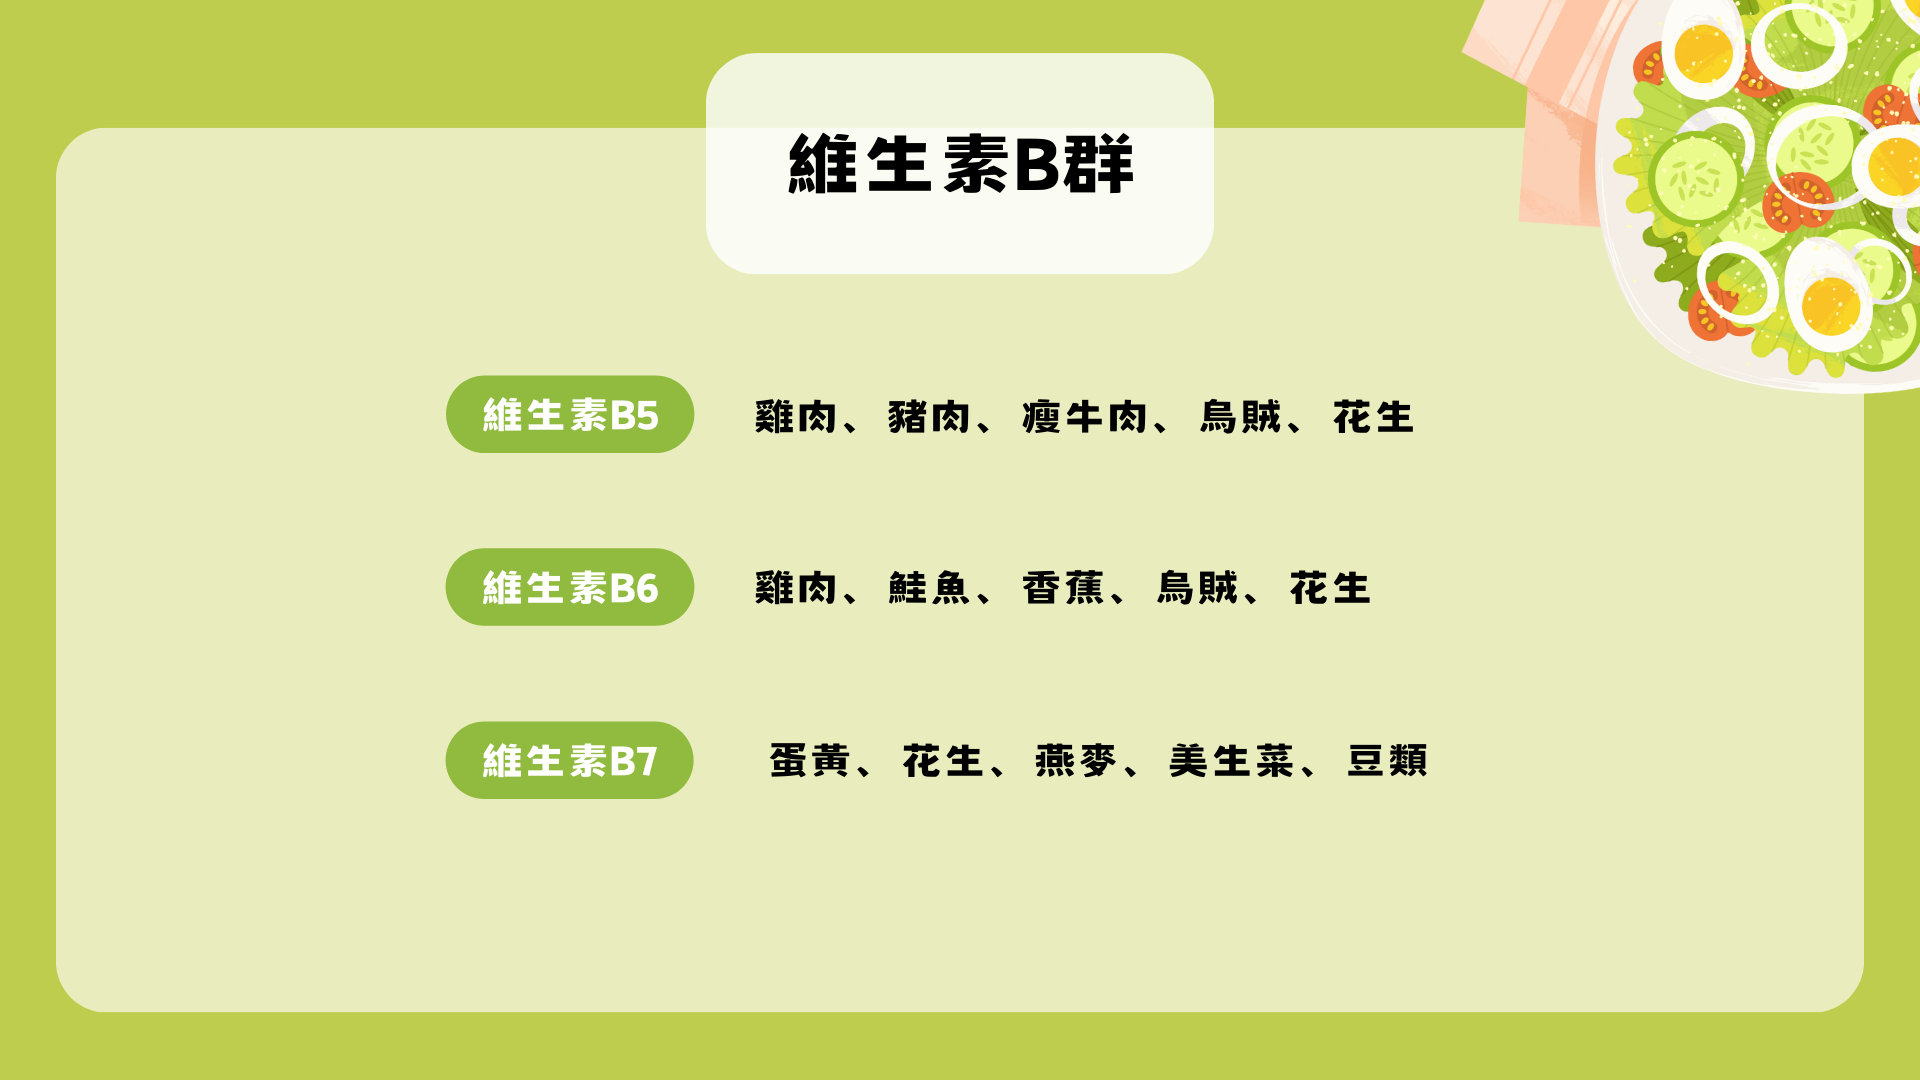 維生素B群
維生素B5 雞肉、豬肉、瘦牛肉、烏賊、花生
維生素B6 雞肉、鮭魚、香蕉、烏賊、花生
維生素B7 蛋黃、花生、燕麥、美生菜、豆類